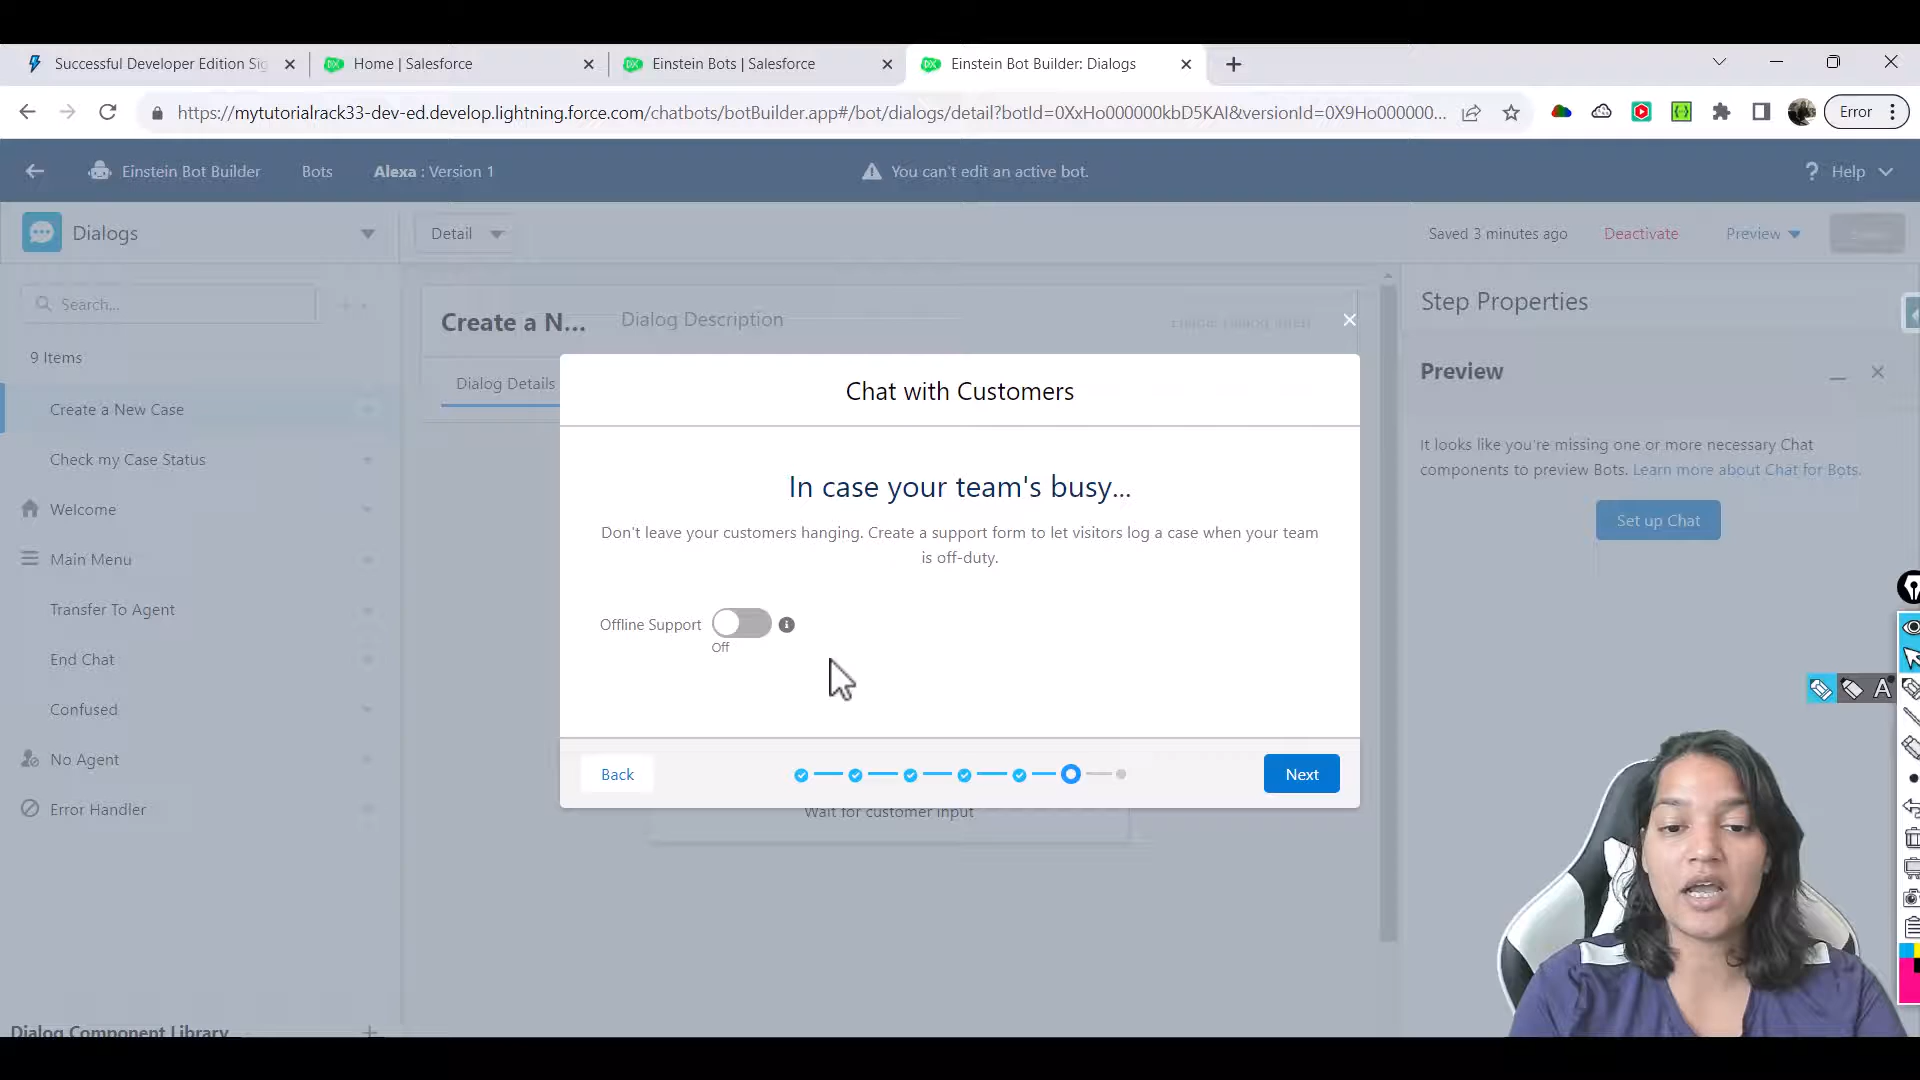 Successful Developer Edition Sig
Home | Salesforce
Einstein Bots | Salesforce
Einstein Bot Builder: Dialogs
https://mytutorialrack33-dev-ed.develop.lightning.force.com/chatbots/botBuilder.app#/bot/dialogs/detail?botId=0XxHo000000kbD5KAI&versionId=0X9Ho000000...
Error
Einstein Bot Builder
Bots
Alexa : Version 1
You can't edit an active bot.
? Help
Dialogs
Detail
Saved 3 minutes ago
Deactivate
Preview
Search...
9 Items
Create a New Case
Check my Case Status
Welcome
Main Menu
Transfer To Agent
End Chat
Confused
No Agent
Error Handler
Dialog Component Library
Create a N...
Dialog Description
Dialog Details
Chat with Customers
In case your team's busy...
Don't leave your customers hanging. Create a support form to let visitors log a case when your team
is off-duty.
Offline Support
Off
Back
Next
Wait for customer input
Step Properties
Preview
It looks like you're missing one or more necessary Chat
components to preview Bots. Learn more about Chat for Bots.
Set up Chat
A